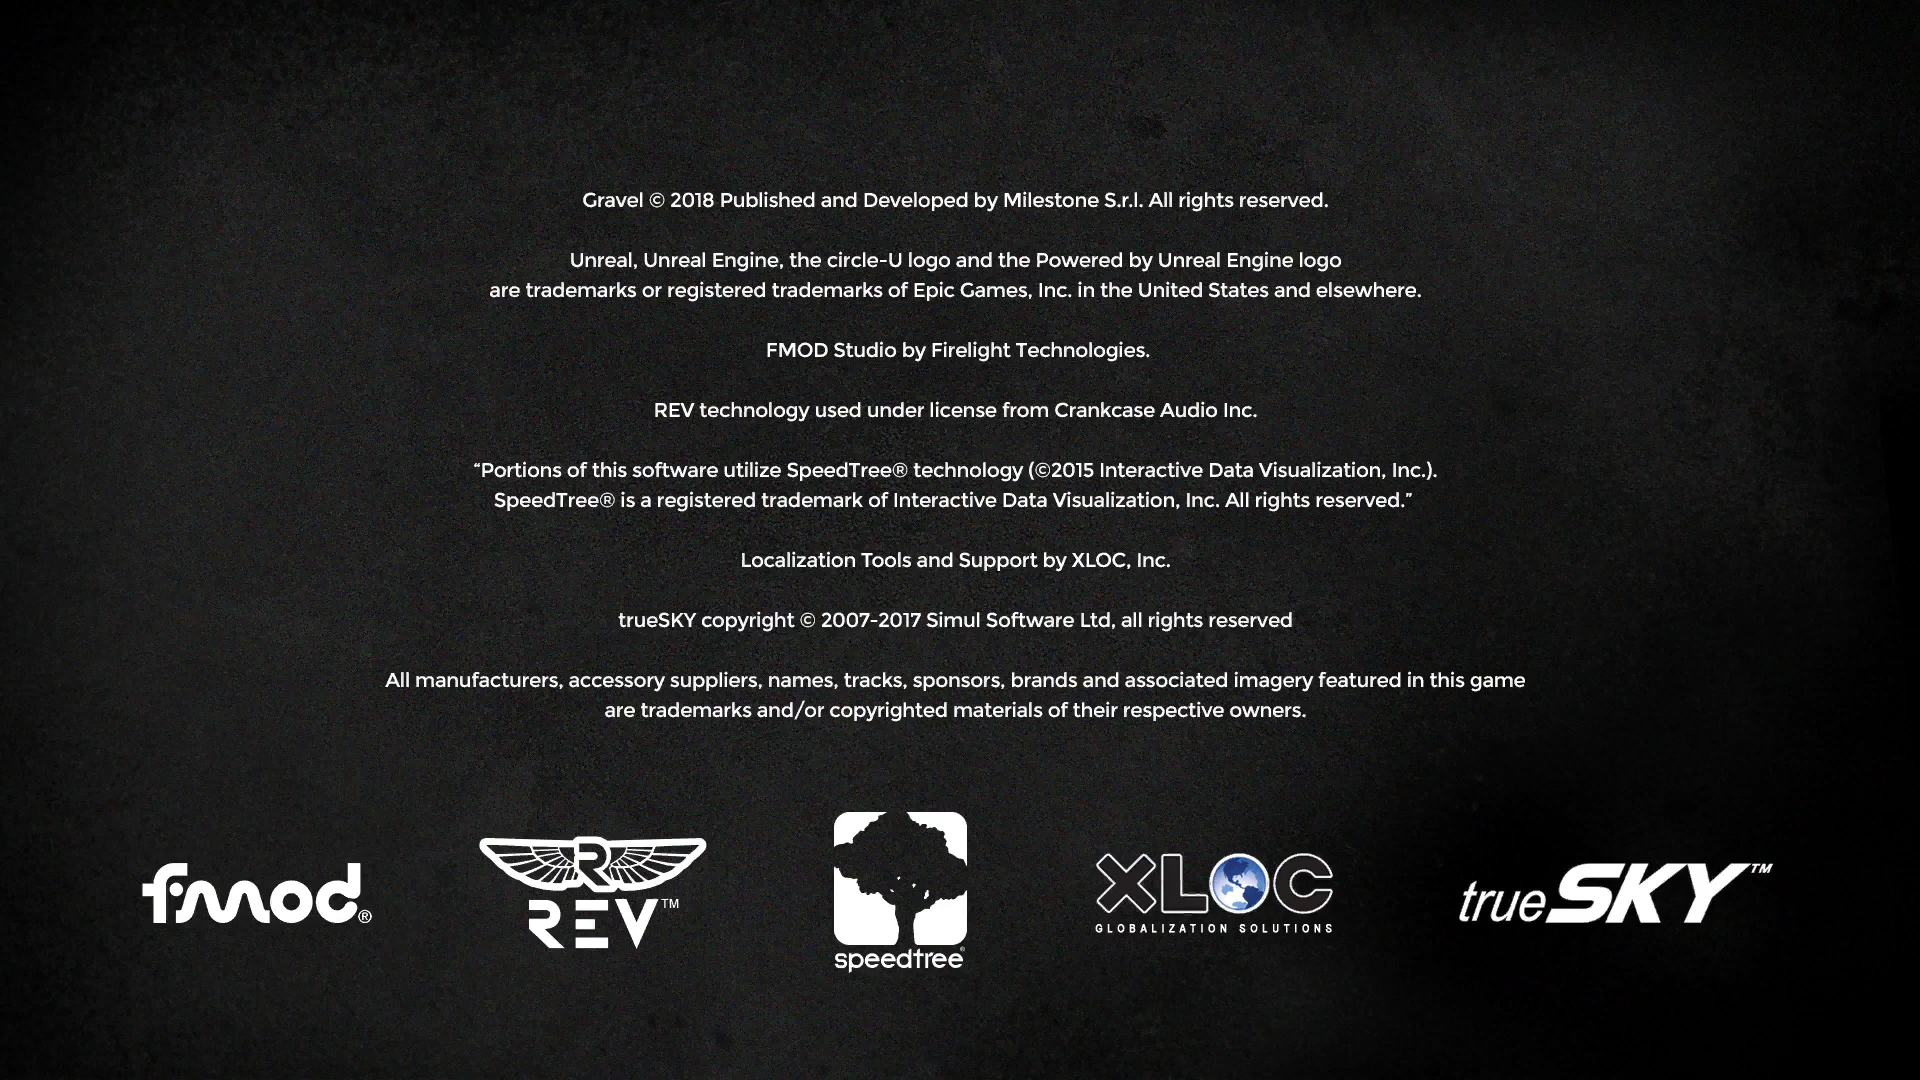 Gravel © 2018 Published and Developed by Milestone S.r.l. All rights reserved.
Unreal, Unreal Engine, the circle-U logo and the Powered by Unreal Engine logo
are trademarks or registered trademarks of Epic Games, Inc. in the United States and elsewhere.
FMOD Studio by Firelight Technologies.
REV technology used under license from Crankcase Audio Inc.
“Portions of this software utilize SpeedTree® technology (©2015 Interactive Data Visualization, Inc.).
SpeedTree® is a registered trademark of Interactive Data Visualization, Inc. All rights reserved.”
Localization Tools and Support by XLOC, Inc.
trueSKY copyright © 2007-2017 Simul Software Ltd, all rights reserved
All manufacturers, accessory suppliers, names, tracks, sponsors, brands and associated imagery featured in this game
are trademarks and/or copyrighted materials of their respective owners.
fmod®
R
REV™
speedtree®
XLOC
GLOBALIZATION SOLUTIONS
trueSKY™